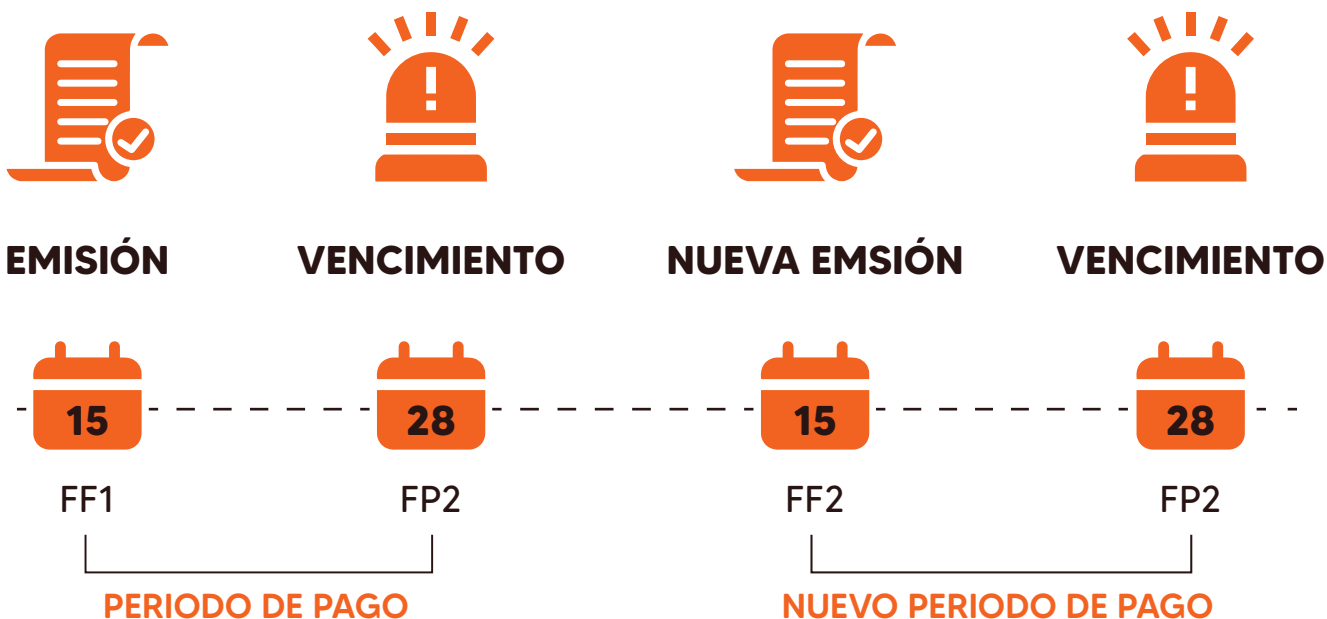 EMISIÓN
VENCIMIENTO
NUEVA EMSIÓN
VENCIMIENTO
15
28
15
28
FF1
FP2
FF2
FP2
PERIODO DE PAGO
NUEVO PERIODO DE PAGO